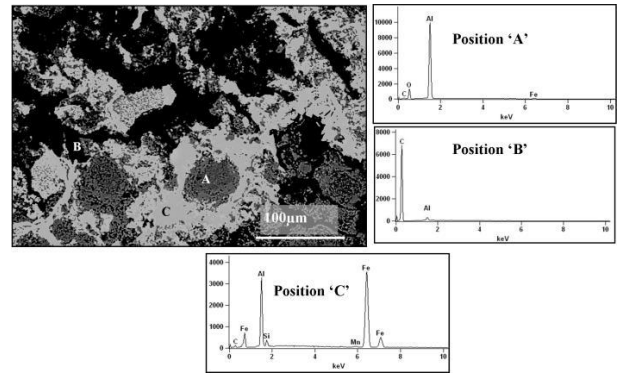 B
A
C
100µm
Position ‘A’
10000
8000
6000
4000
2000
0
Al
O
C
Fe
0 2 4 6 8 10
keV
Position ‘B’
8000
6000
4000
2000
0
C
Al
0 2 4 6 8 10
keV
Position ‘C’
4000
3000
2000
1000
0
Al
Fe
Fe
Si
C
Mn
Fe
0 2 4 6 8 10
keV